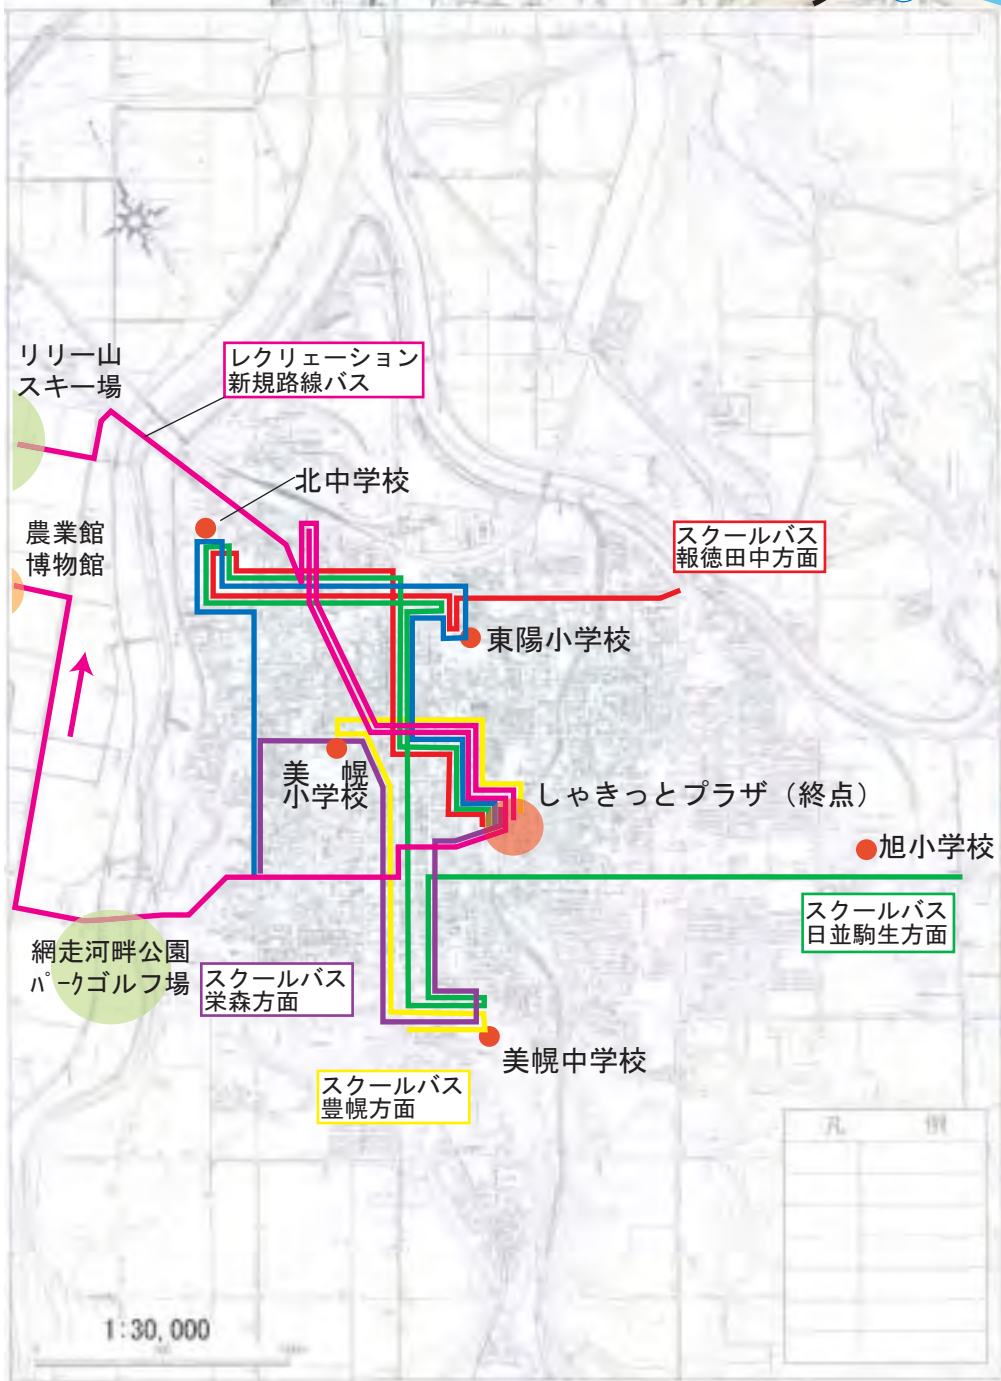 リリー山
スキー場
レクリェーション
新規路線バス
北中学校
農業館
博物館
スクールバス
報徳田中方面
東陽小学校
美 幌
小学校
しゃきっとプラザ（終点）
旭小学校
スクールバス
日並駒生方面
網走河畔公園
パークゴルフ場
スクールバス
栄森方面
美幌中学校
スクールバス
豊幌方面
凡 例
1:30,000